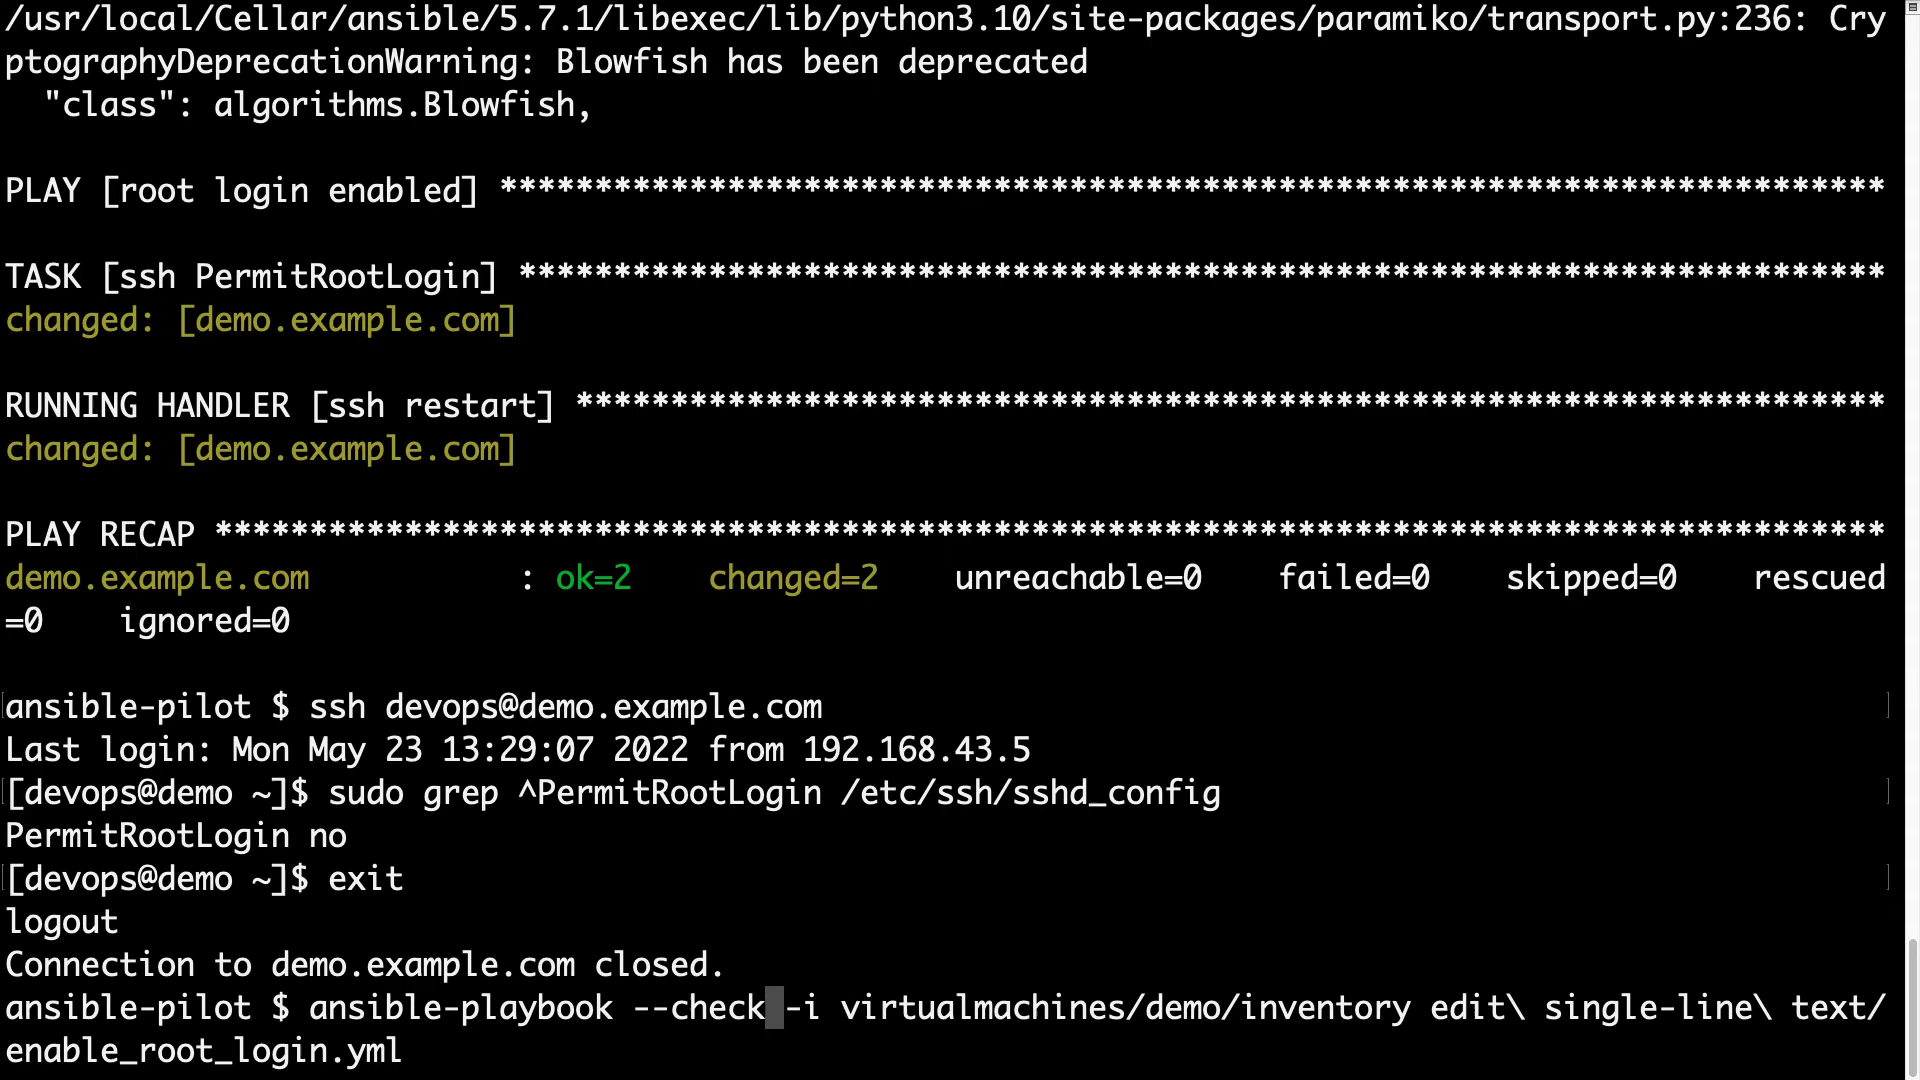 /usr/local/Cellar/ansible/5.7.1/libexec/lib/python3.10/site-packages/paramiko/transport.py:236: Cry
ptographyDeprecationWarning: Blowfish has been deprecated
  "class": algorithms.Blowfish,
PLAY [root login enabled] *************************************************************************
TASK [ssh PermitRootLogin] ************************************************************************
changed: [demo.example.com]
RUNNING HANDLER [ssh restart] *********************************************************************
changed: [demo.example.com]
PLAY RECAP ****************************************************************************************
demo.example.com           : ok=2    changed=2    unreachable=0    failed=0    skipped=0    rescued
=0    ignored=0
ansible-pilot $ ssh devops@demo.example.com
Last login: Mon May 23 13:29:07 2022 from 192.168.43.5
[devops@demo ~]$ sudo grep ^PermitRootLogin /etc/ssh/sshd_config
PermitRootLogin no
[devops@demo ~]$ exit
logout
Connection to demo.example.com closed.
ansible-pilot $ ansible-playbook --check -i virtualmachines/demo/inventory edit\ single-line\ text/
enable_root_login.yml